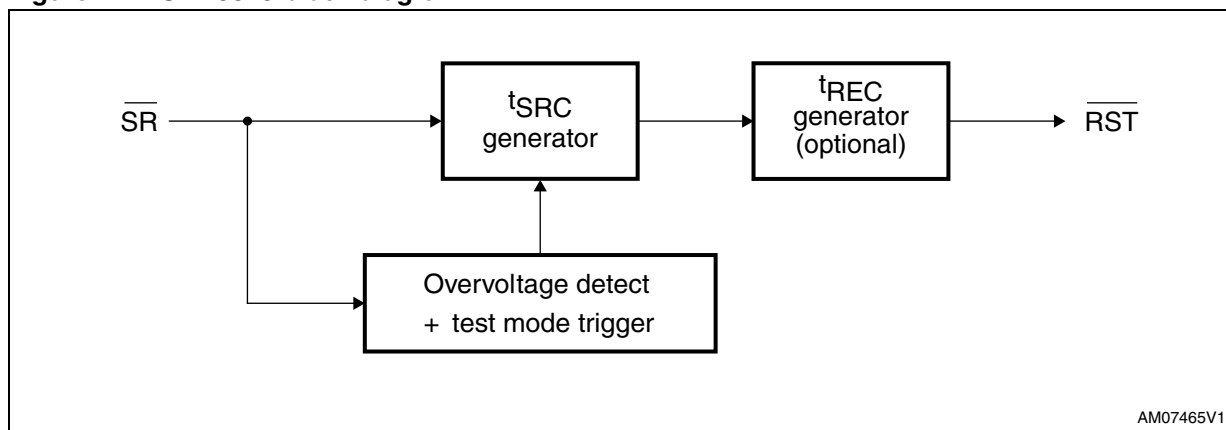 SR
tSRC
generator
tREC
generator
(optional)
RST
Overvoltage detect
+ test mode trigger
AM07465V1